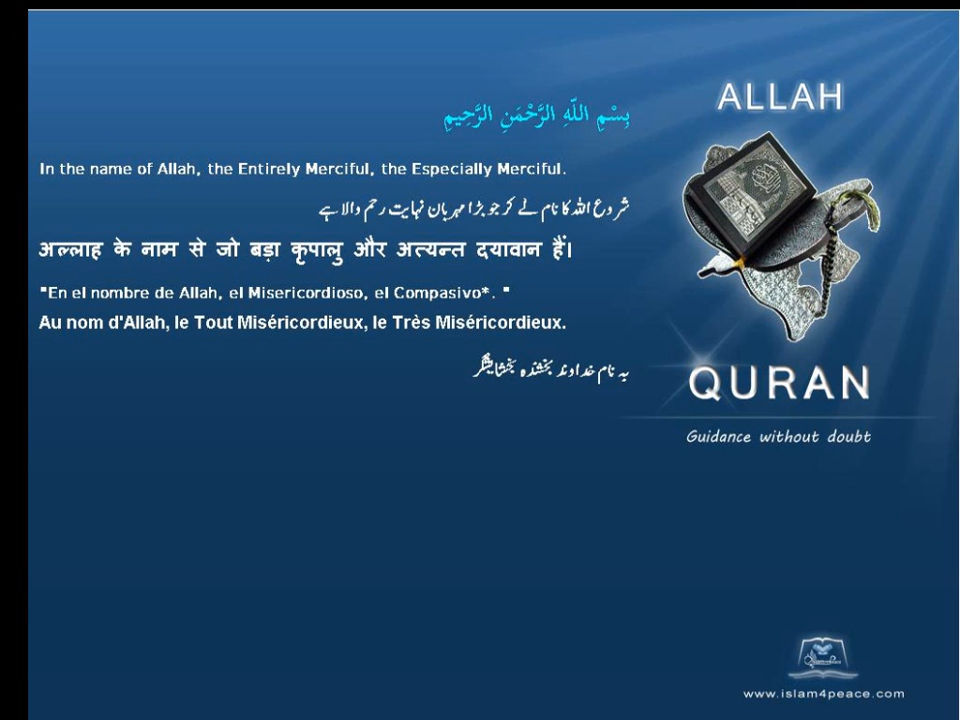 بِسْمِ اللَّهِ الرَّحْمَنِ الرَّحِيمِ
In the name of Allah, the Entirely Merciful, the Especially Merciful.
شروع الله کا نام لے کر جو بڑا مہربان نہایت رحم والا ہے
अल्लाह के नाम से जो बड़ा कृपालु और अत्यन्त दयावान हैं।
"En el nombre de Allah, el Misericordioso, el Compasivo*. "
Au nom d'Allah, le Tout Miséricordieux, le Très Miséricordieux.
به نام خداوند بخشنده بخشایشگر
ALLAH
QURAN
Guidance without doubt
www.islam4peace.com